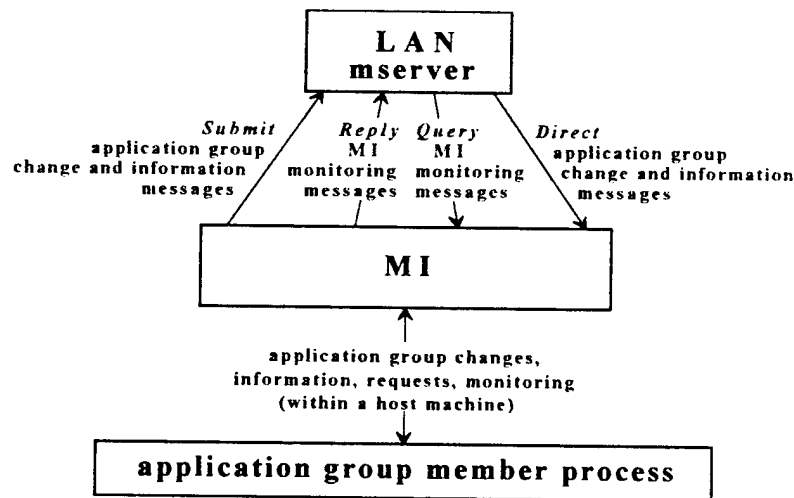 LAN
mserver
Submit
application group
change and information
messages
Reply
MI
monitoring
messages
Query
MI
monitoring
messages
Direct
application group
change and information
messages
MI
application group changes,
information, requests, monitoring
(within a host machine)
application group member process